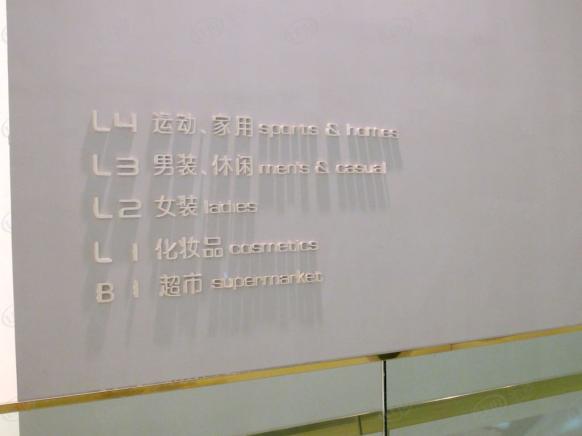 L4 运动、家用 sports & homes
L3 男装、休闲 men's & casual
L2 女装 ladies
L1 化妆品 cosmetics
B1 超市 supermarket